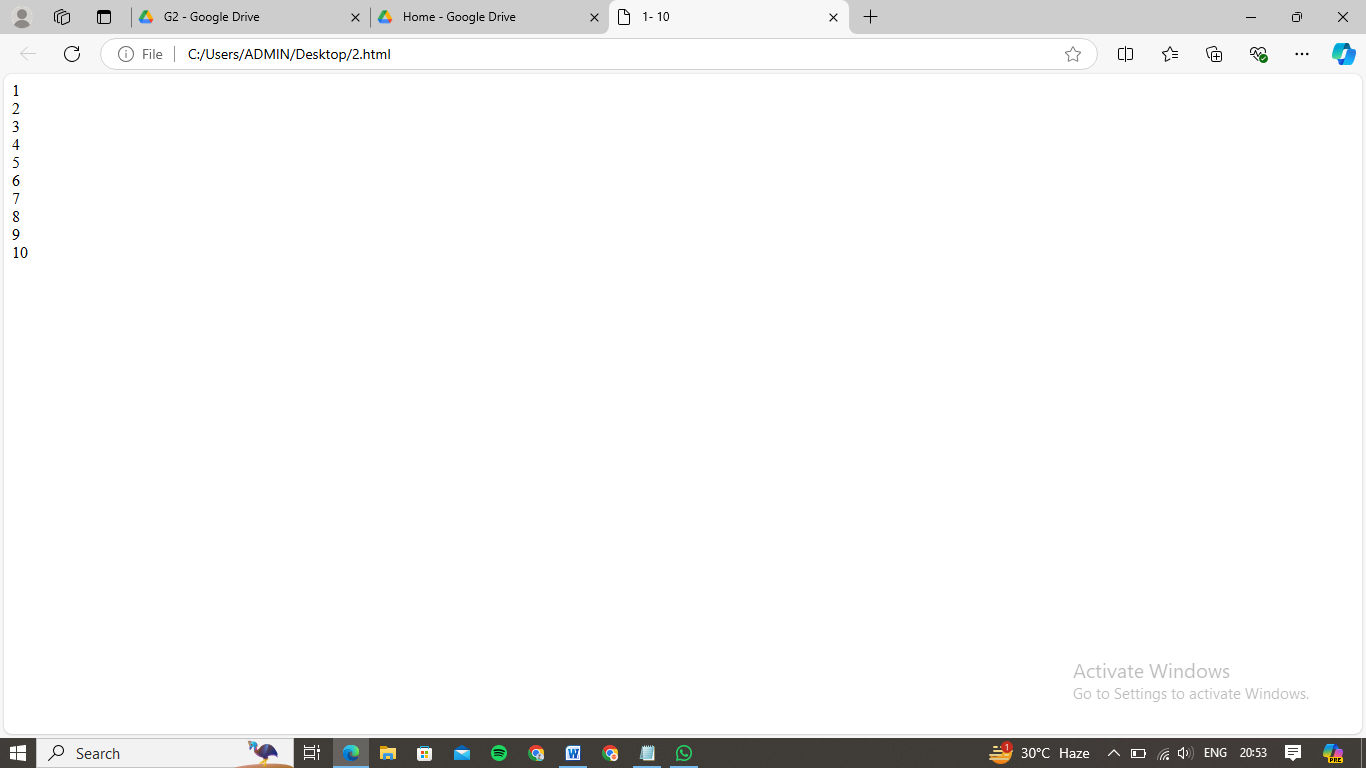 G2 - Google Drive
Home - Google Drive
1- 10
File
C:/Users/ADMIN/Desktop/2.html
1
2
3
4
5
6
7
8
9
10
Activate Windows
Go to Settings to activate Windows.
Search
W
1
30°C Haze
ENG
20:53
PRE